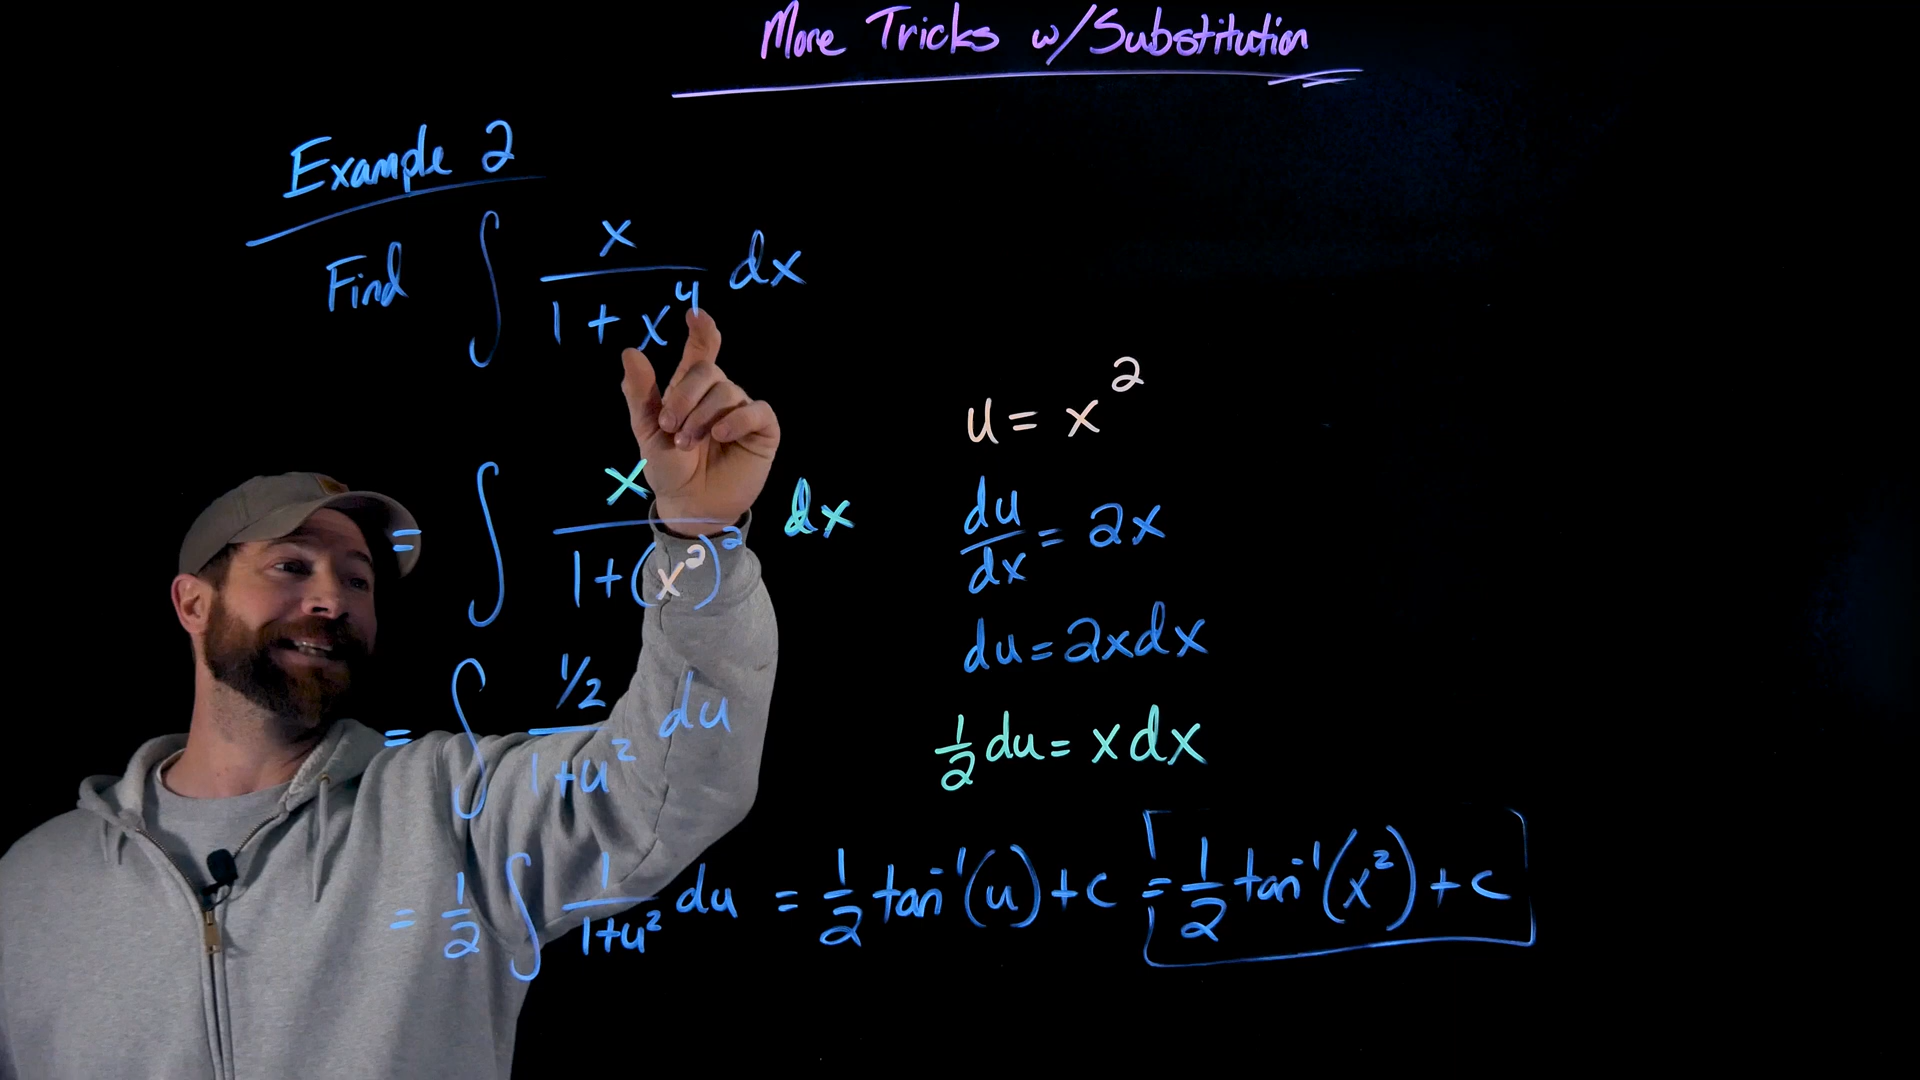 More Tricks w/Substitution
Example 2
Find ∫ x/(1 + x⁴) dx
= ∫ x/(1+(x²)²) dx
= ∫ (1/2)/(1+u²) du
u = x²
du/dx = 2x
du = 2xdx
1/2 du = x dx
= 1/2 ∫ 1/(1+u²) du = 1/2 tan⁻¹(u) + c = 1/2 tan⁻¹(x²) + c